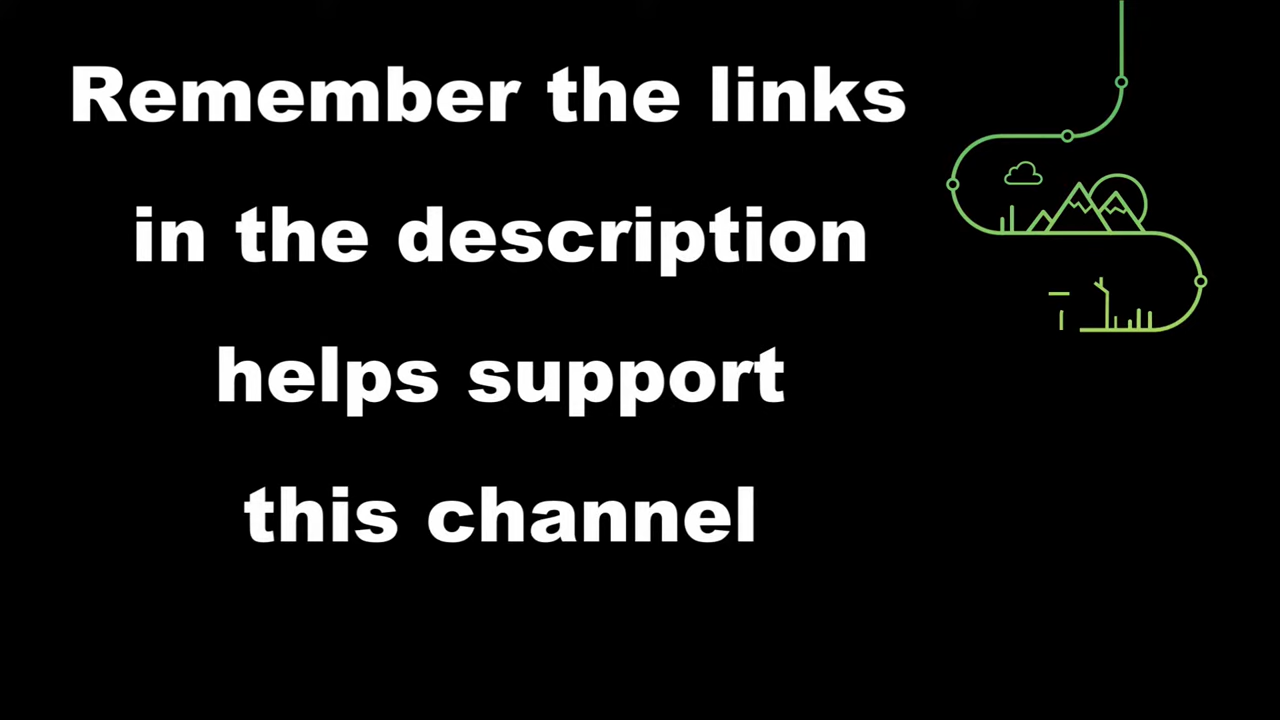 Remember the links
in the description
helps support
this channel